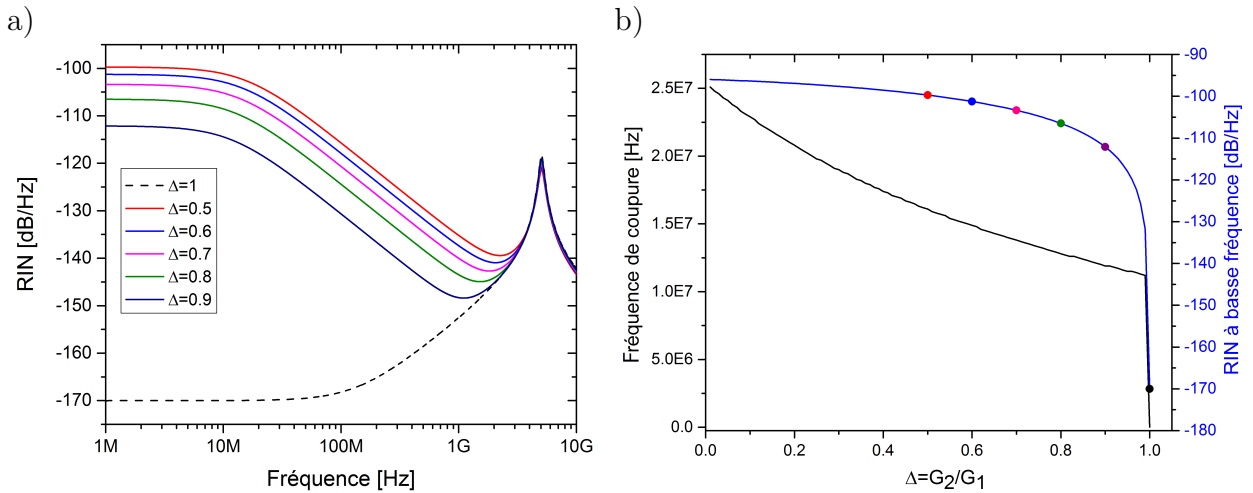 a)
RIN [dB/Hz]
-100
-110
-120
-130
-140
-150
-160
-170
Δ=1
Δ=0.5
Δ=0.6
Δ=0.7
Δ=0.8
Δ=0.9
1M 10M 100M 1G 10G
Fréquence [Hz]
b)
Fréquence de coupure [Hz]
2.5E7
2.0E7
1.5E7
1.0E7
5.0E6
0.0
0.0 0.2 0.4 0.6 0.8 1.0
Δ=G2/G1
-90
-100
-110
-120
-130
-140
-150
-160
-170
-180
RIN à basse fréquence [dB/Hz]